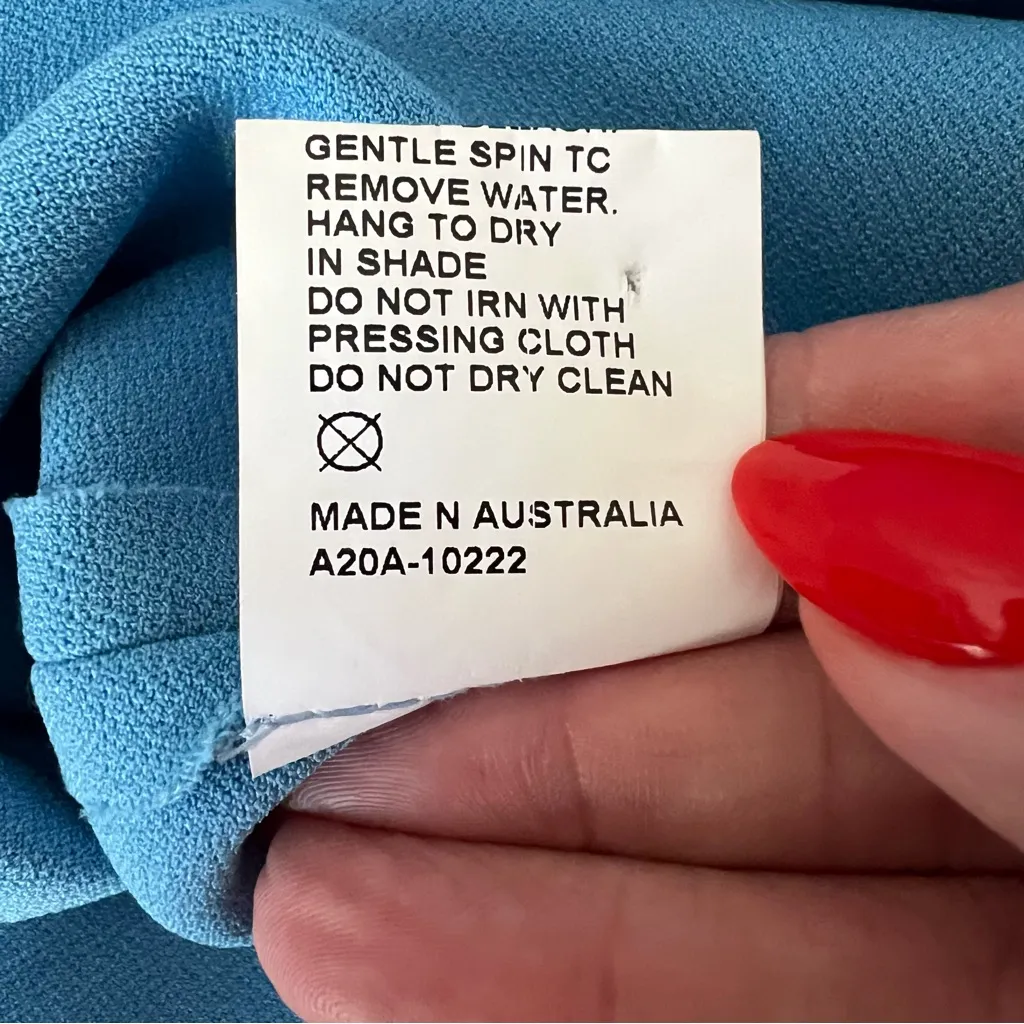 GENTLE SPIN TC
REMOVE WATER.
HANG TO DRY
IN SHADE
DO NOT IRN WITH
PRESSING CLOTH
DO NOT DRY CLEAN
MADE N AUSTRALIA
A20A-10222